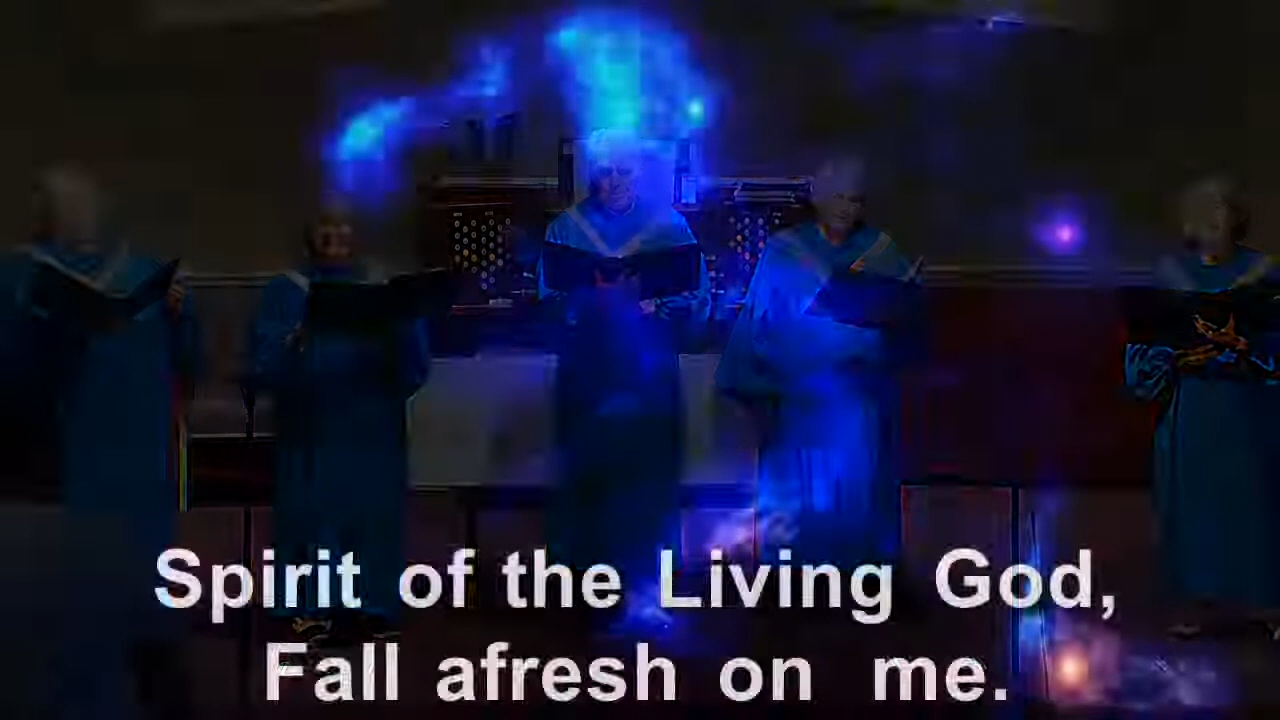 Spirit of the Living God,
Fall afresh on me.